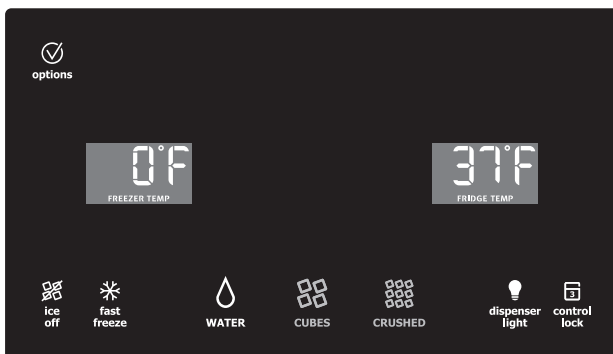 options
0°F 37°F
FREEZER TEMP FRIDGE TEMP
3
ice off fast freeze WATER CUBES CRUSHED dispenser light control lock